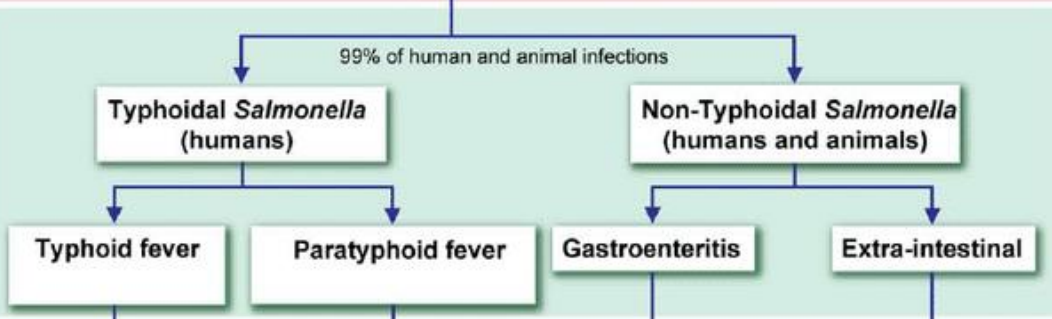 99% of human and animal infections
Typhoidal Salmonella
(humans)
Non-Typhoidal Salmonella
(humans and animals)
Typhoid fever
Paratyphoid fever
Gastroenteritis
Extra-intestinal